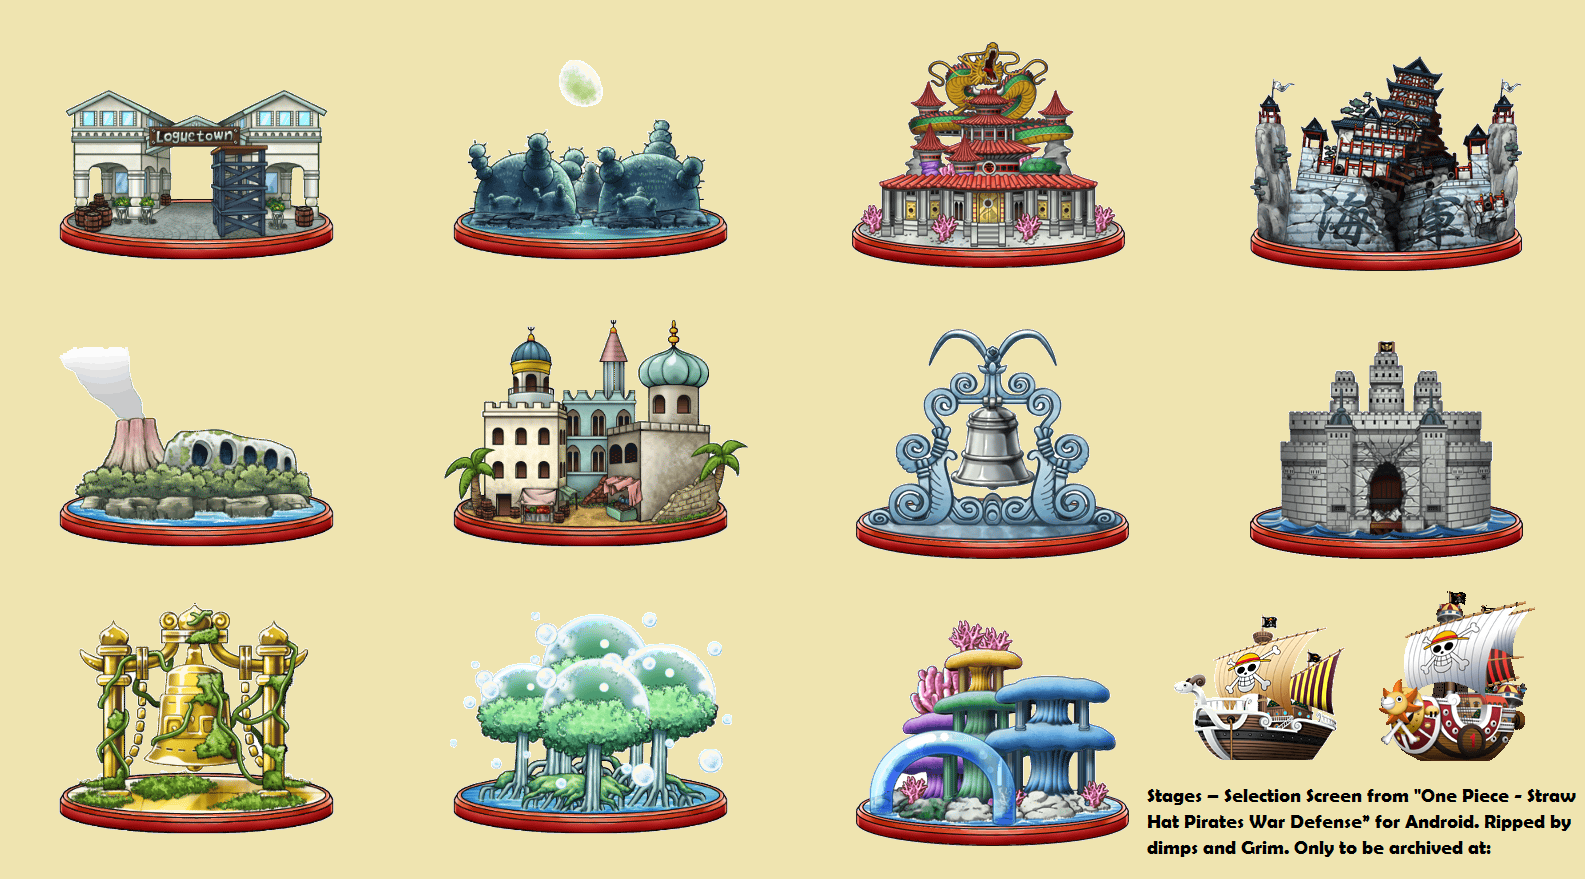 Loguetown
海軍
Stages – Selection Screen from "One Piece - Straw
Hat Pirates War Defense" for Android. Ripped by
dimps and Grim. Only to be archived at: